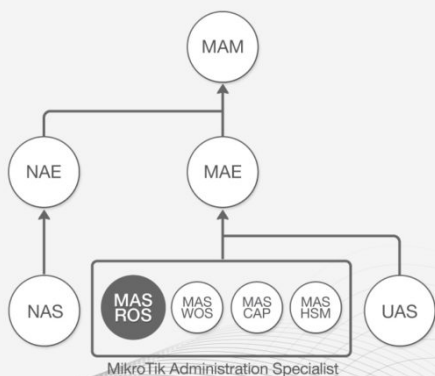 MAM
NAE
MAE
NAS
MAS
ROS
MAS
WOS
MAS
CAP
MAS
HSM
UAS
MikroTik Administration Specialist